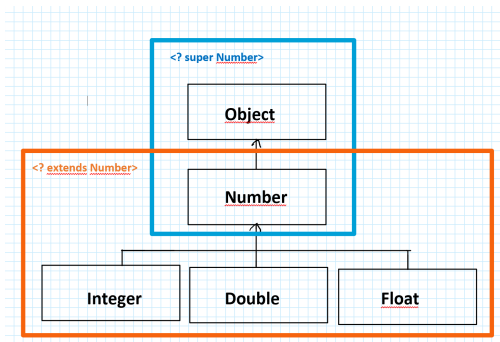 <? super Number>
Object
<? extends Number>
Number
Integer
Double
Float